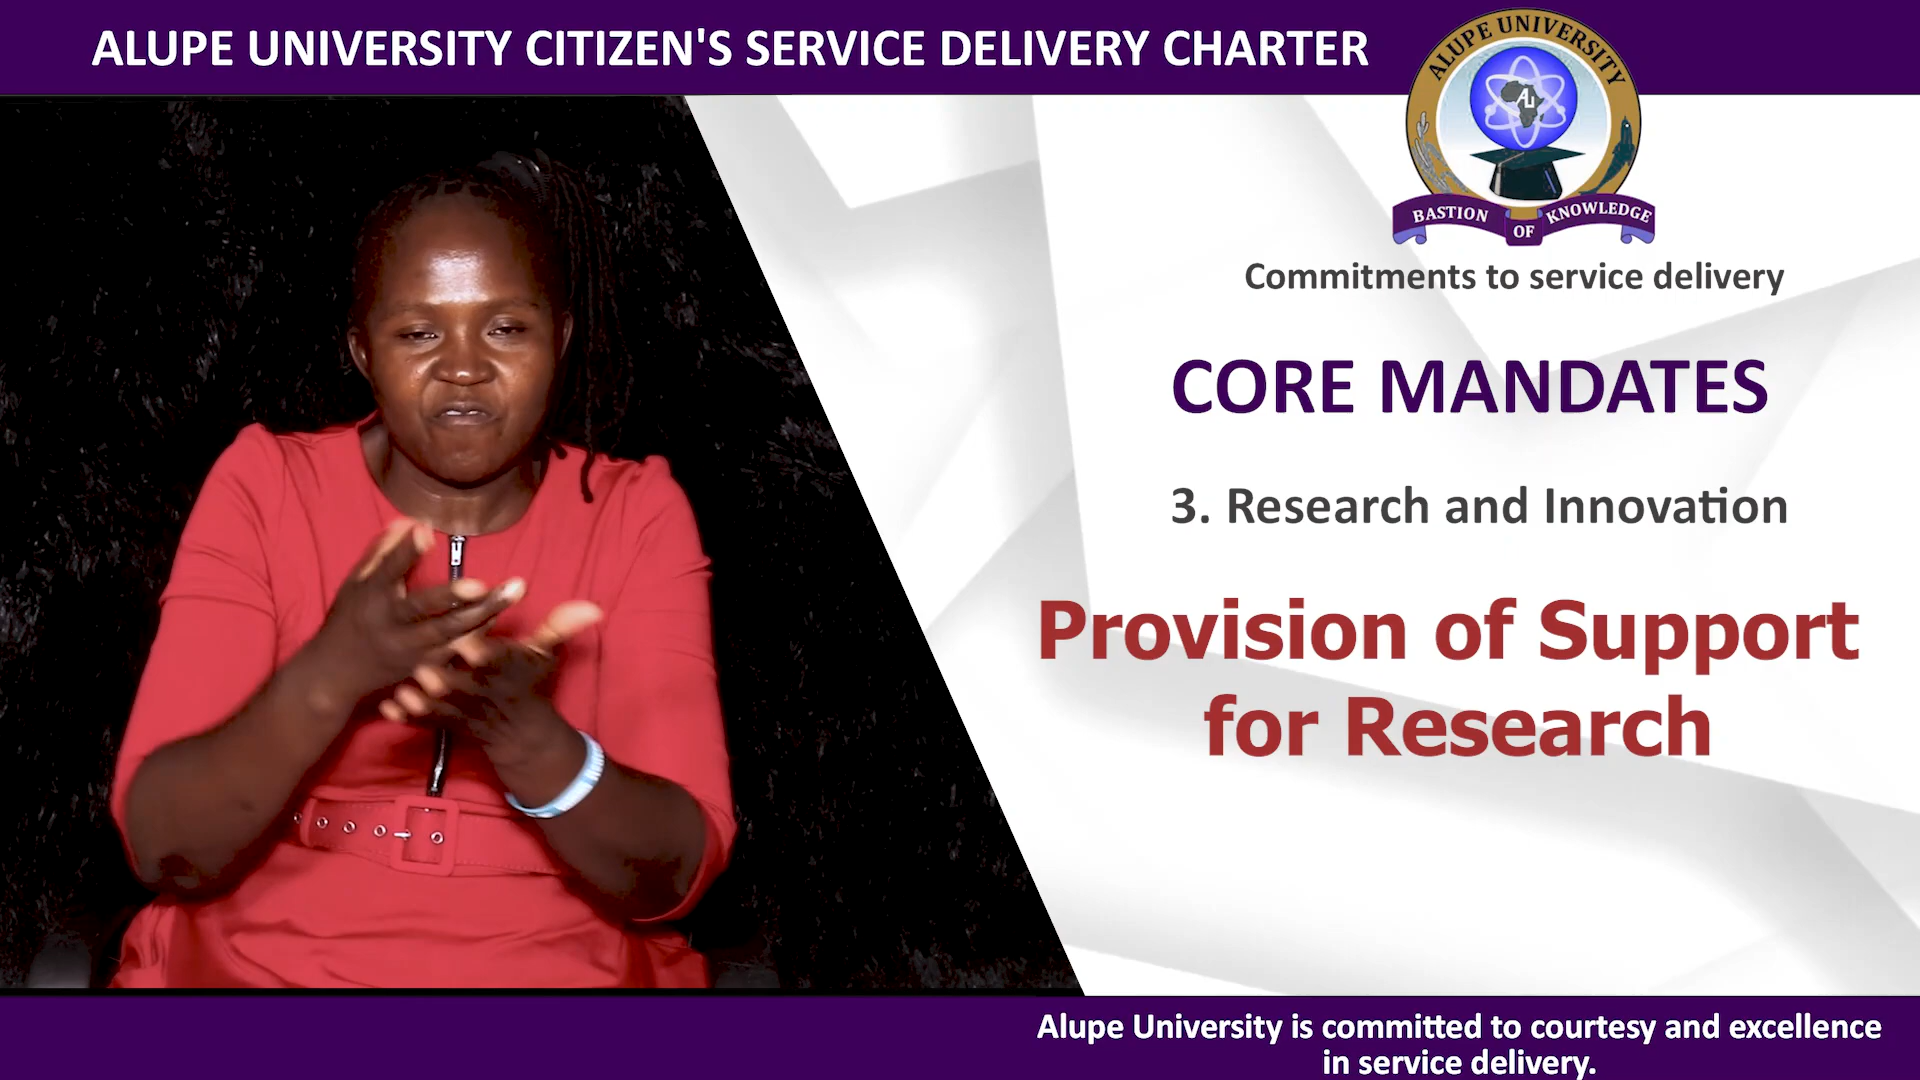 ALUPE UNIVERSITY CITIZEN'S SERVICE DELIVERY CHARTER
ALUPE UNIVERSITY
AU
BASTION OF KNOWLEDGE
Commitments to service delivery
CORE MANDATES
3. Research and Innovation
Provision of Support
for Research
Alupe University is committed to courtesy and excellence
in service delivery.